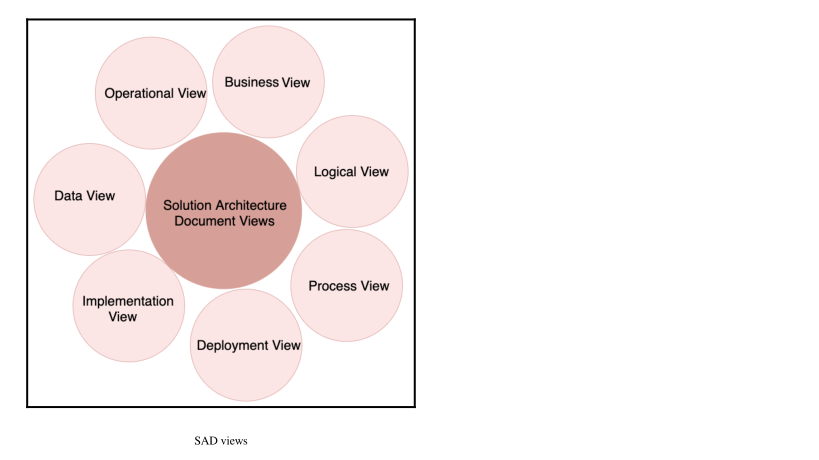 Business View
Operational View
Logical View
Data View
Solution Architecture
Document Views
Process View
Implementation
View
Deployment View
SAD views